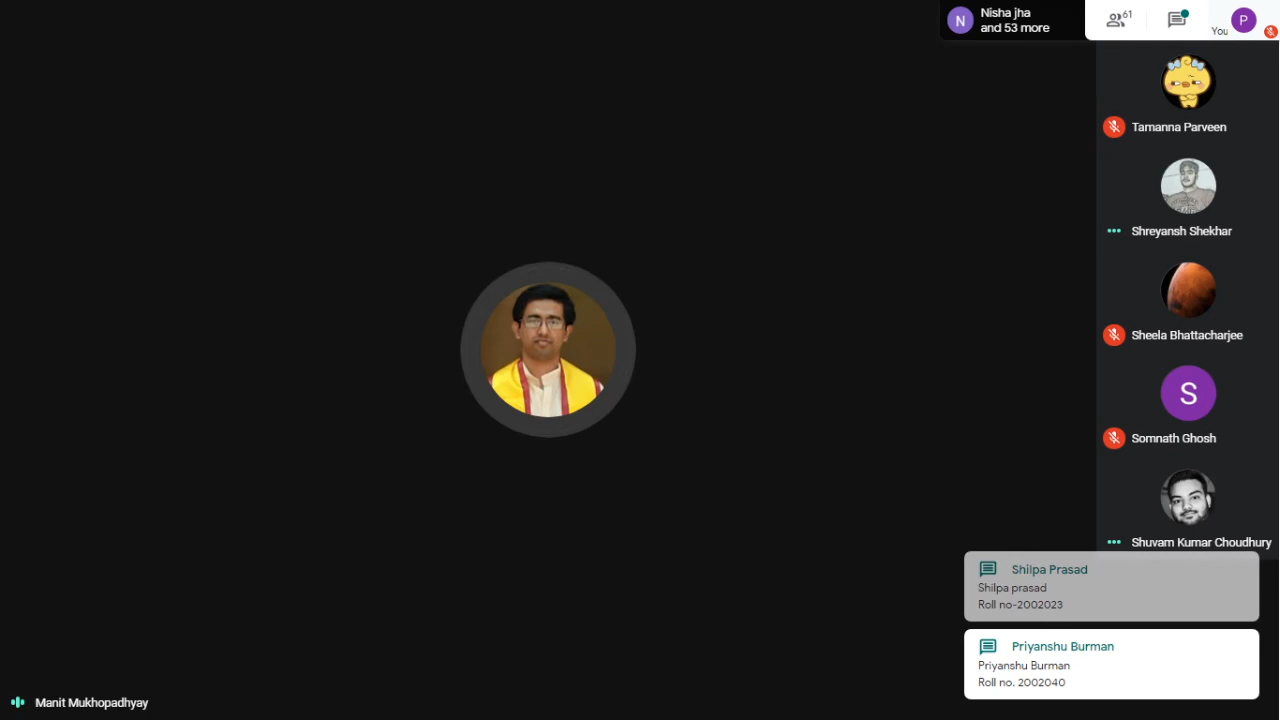 N
Nisha jha
and 53 more
61
You
P
Tamanna Parveen
Shreyansh Shekhar
Sheela Bhattacharjee
S
Somnath Ghosh
Shuvam Kumar Choudhury
Shilpa Prasad
Shilpa prasad
Roll no-2002023
Priyanshu Burman
Priyanshu Burman
Roll no. 2002040
Manit Mukhopadhyay